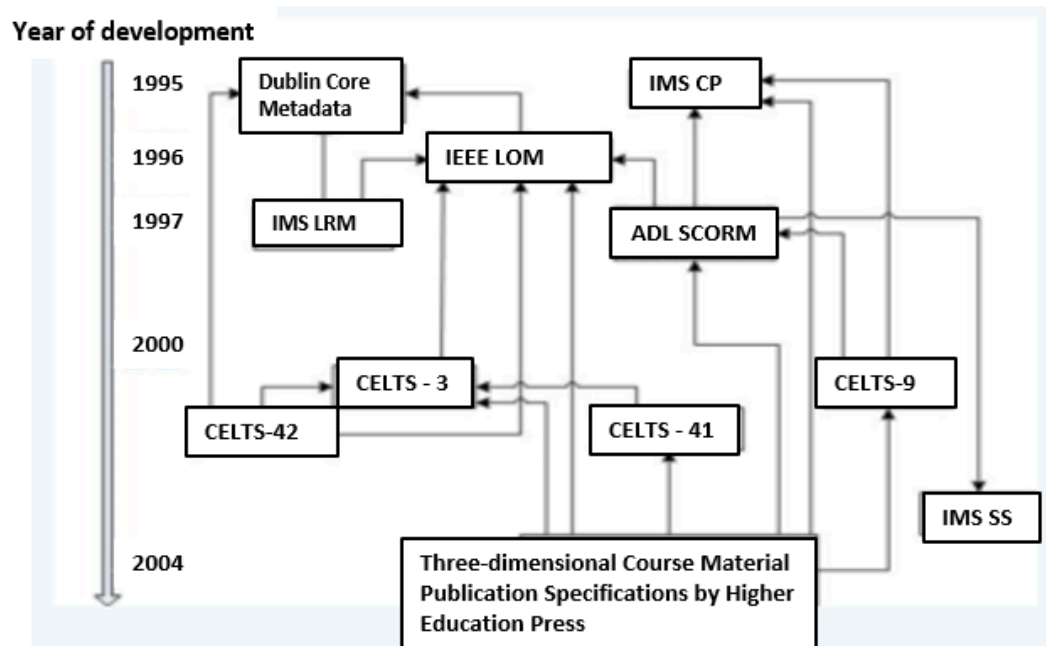 Year of development
1995
Dublin Core
Metadata
IMS CP
1996
IEEE LOM
1997
IMS LRM
ADL SCORM
2000
CELTS - 3
CELTS-9
CELTS-42
CELTS - 41
IMS SS
2004
Three-dimensional Course Material
Publication Specifications by Higher
Education Press